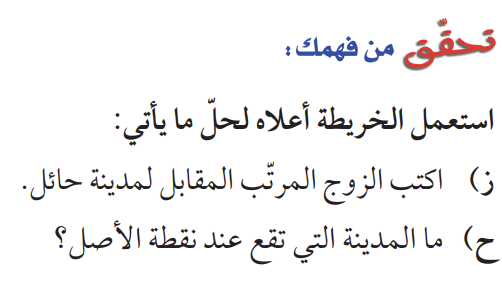 تحقّق من فهمك:
استعمل الخريطة أعلاه لحلّ ما يأتي:
ز) اكتب الزوج المرتّب المقابل لمدينة حائل.
ح) ما المدينة التي تقع عند نقطة الأصل؟